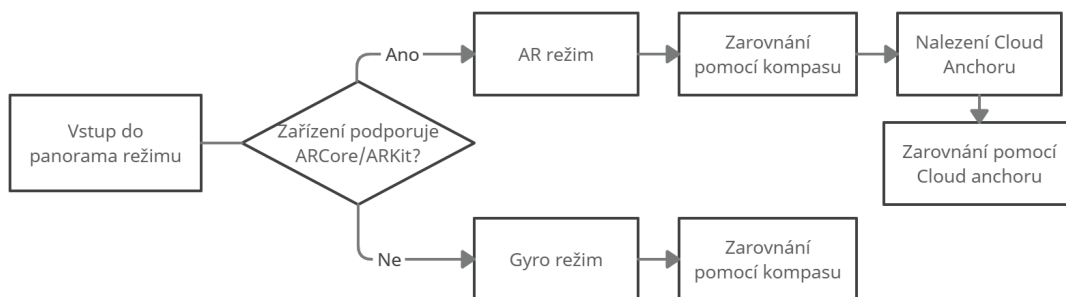 Vstup do
panorama režimu
Zařízení podporuje
ARCore/ARKit?
Ano
AR režim
Zarovnání
pomocí kompasu
Nalezení Cloud
Anchoru
Zarovnání pomocí
Cloud anchoru
Ne
Gyro režim
Zarovnání
pomocí kompasu